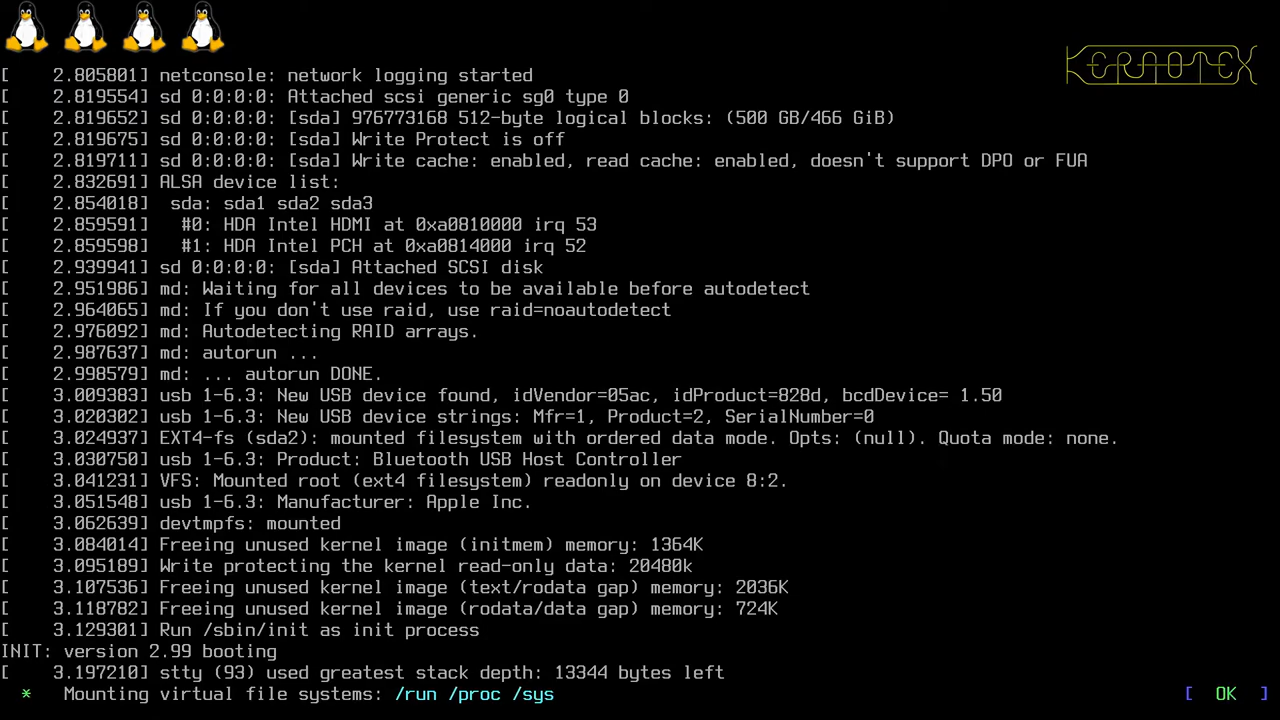 KERNOTEX
[    2.805801] netconsole: network logging started
[    2.819554] sd 0:0:0:0: Attached scsi generic sg0 type 0
[    2.819652] sd 0:0:0:0: [sda] 976773168 512-byte logical blocks: (500 GB/466 GiB)
[    2.819675] sd 0:0:0:0: [sda] Write Protect is off
[    2.819711] sd 0:0:0:0: [sda] Write cache: enabled, read cache: enabled, doesn't support DPO or FUA
[    2.832691] ALSA device list:
[    2.854018]  sda: sda1 sda2 sda3
[    2.859591]   #0: HDA Intel HDMI at 0xa0810000 irq 53
[    2.859598]   #1: HDA Intel PCH at 0xa0814000 irq 52
[    2.939941] sd 0:0:0:0: [sda] Attached SCSI disk
[    2.951986] md: Waiting for all devices to be available before autodetect
[    2.964065] md: If you don't use raid, use raid=noautodetect
[    2.976092] md: Autodetecting RAID arrays.
[    2.987637] md: autorun ...
[    2.998579] md: ... autorun DONE.
[    3.009383] usb 1-6.3: New USB device found, idVendor=05ac, idProduct=828d, bcdDevice= 1.50
[    3.020302] usb 1-6.3: New USB device strings: Mfr=1, Product=2, SerialNumber=0
[    3.024937] EXT4-fs (sda2): mounted filesystem with ordered data mode. Opts: (null). Quota mode: none.
[    3.030750] usb 1-6.3: Product: Bluetooth USB Host Controller
[    3.041231] VFS: Mounted root (ext4 filesystem) readonly on device 8:2.
[    3.051548] usb 1-6.3: Manufacturer: Apple Inc.
[    3.062639] devtmpfs: mounted
[    3.084014] Freeing unused kernel image (initmem) memory: 1364K
[    3.095189] Write protecting the kernel read-only data: 20480k
[    3.107536] Freeing unused kernel image (text/rodata gap) memory: 2036K
[    3.118782] Freeing unused kernel image (rodata/data gap) memory: 724K
[    3.129301] Run /sbin/init as init process
INIT: version 2.99 booting
[    3.197210] stty (93) used greatest stack depth: 13344 bytes left
  *   Mounting virtual file systems: /run /proc /sys [  OK  ]